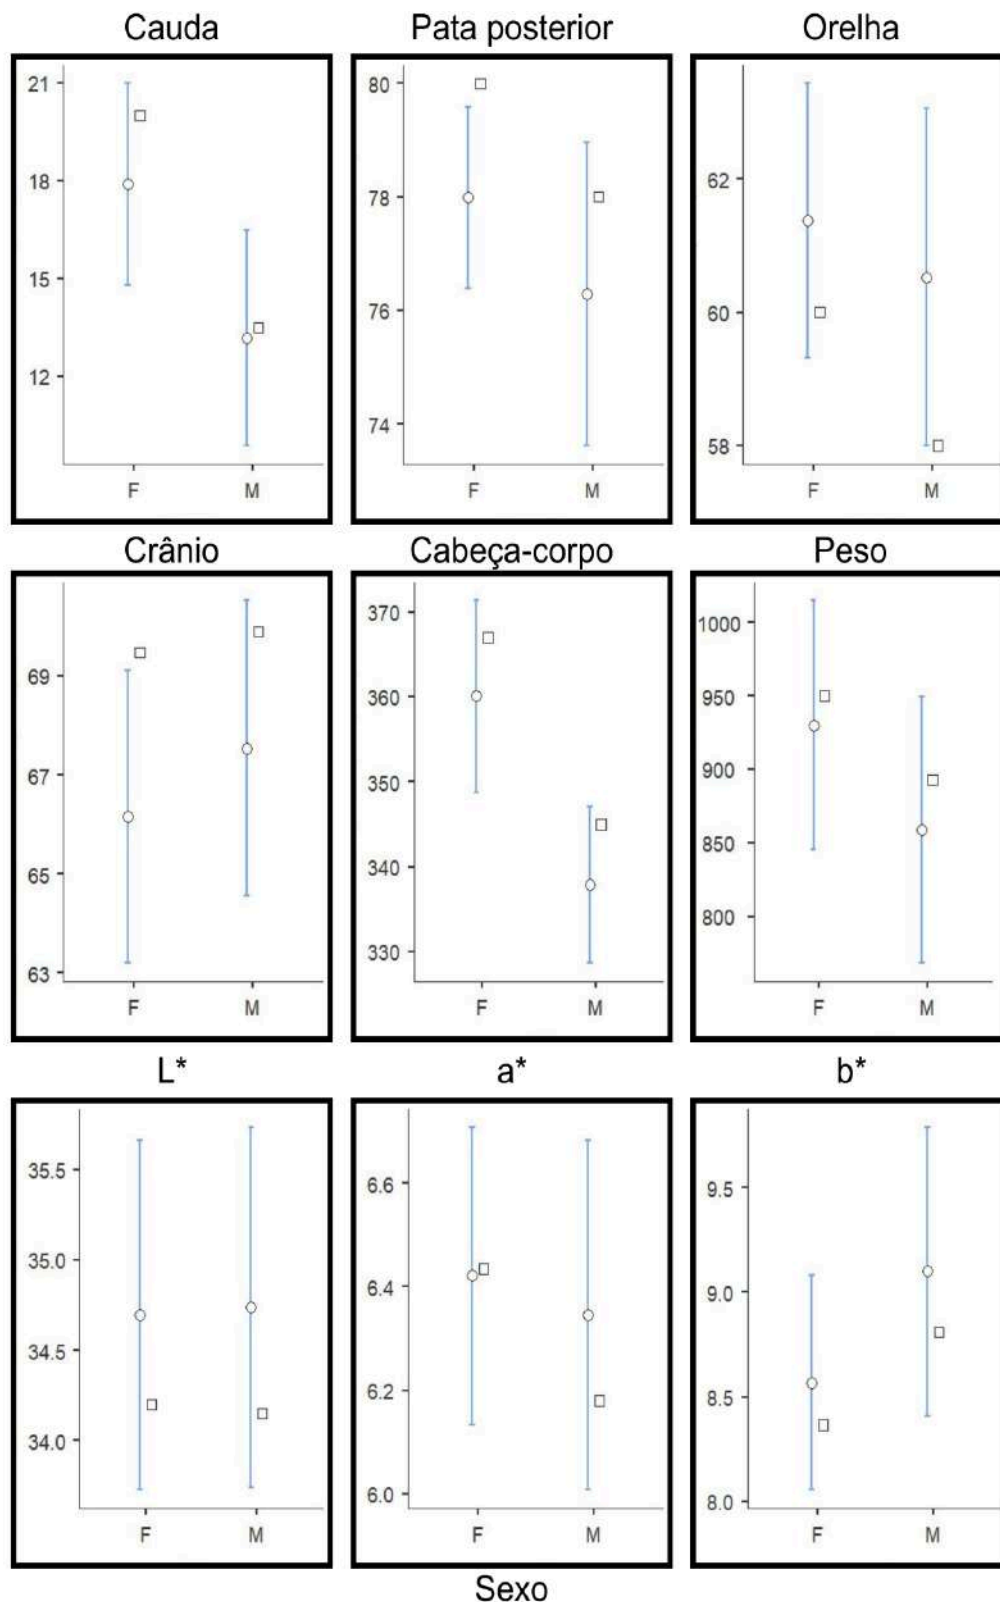 Cauda Pata posterior Orelha
21 80
18 78 62
15 76 60
12 74 58
F M F M F M
Crânio Cabeça-corpo Peso
69 370 1000
67 360 950
65 350 900
63 340 850
330 800
F M F M F M
L* a* b*
35.5 6.6 9.5
35.0 6.4 9.0
34.5 6.2 8.5
34.0 6.0 8.0
F M F M F M
Sexo